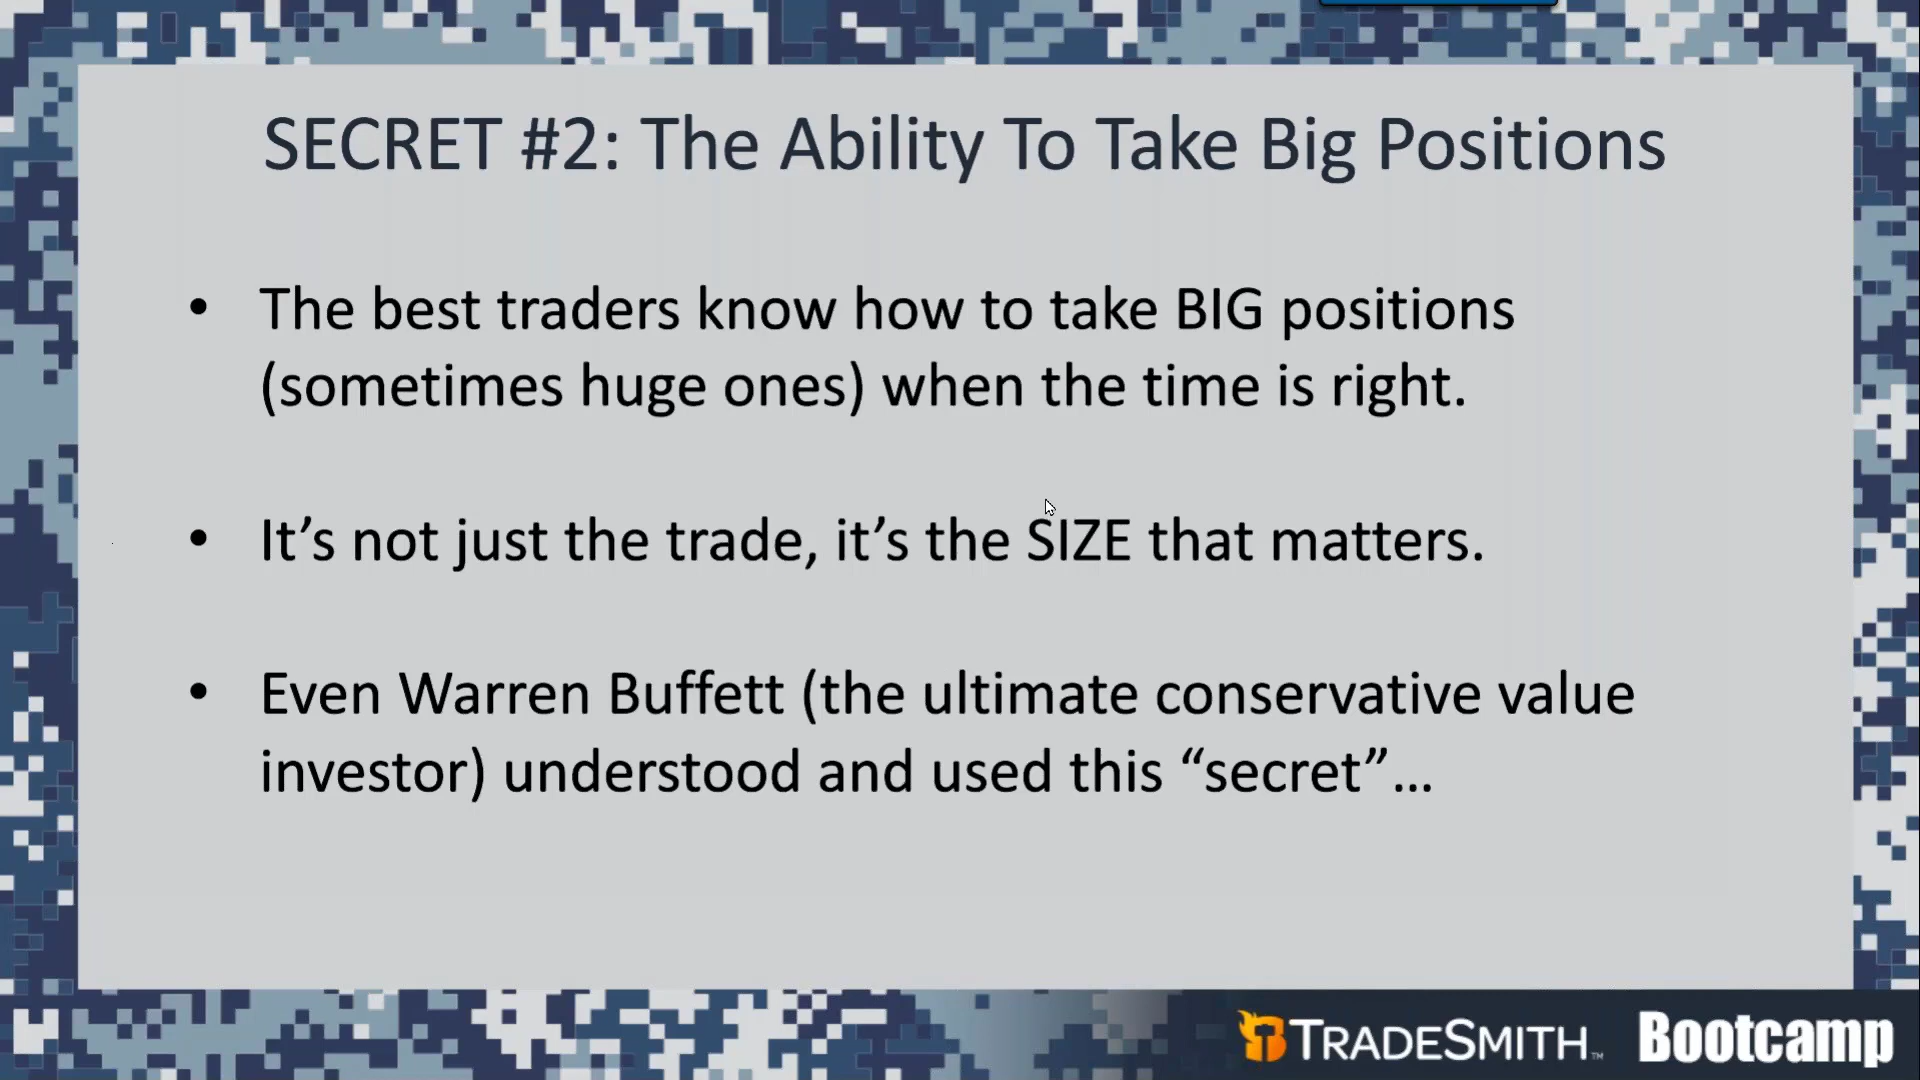 SECRET #2: The Ability To Take Big Positions
• The best traders know how to take BIG positions
(sometimes huge ones) when the time is right.
• It’s not just the trade, it’s the SIZE that matters.
• Even Warren Buffett (the ultimate conservative value
investor) understood and used this “secret”…
TRADESMITH™ Bootcamp